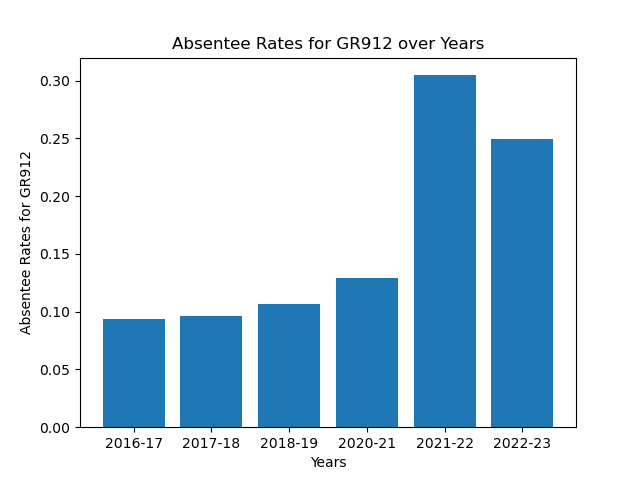 Absentee Rates for GR912 over Years
Absentee Rates for GR912
0.30
0.25
0.20
0.15
0.10
0.05
0.00
2016-17 2017-18 2018-19 2020-21 2021-22 2022-23
Years